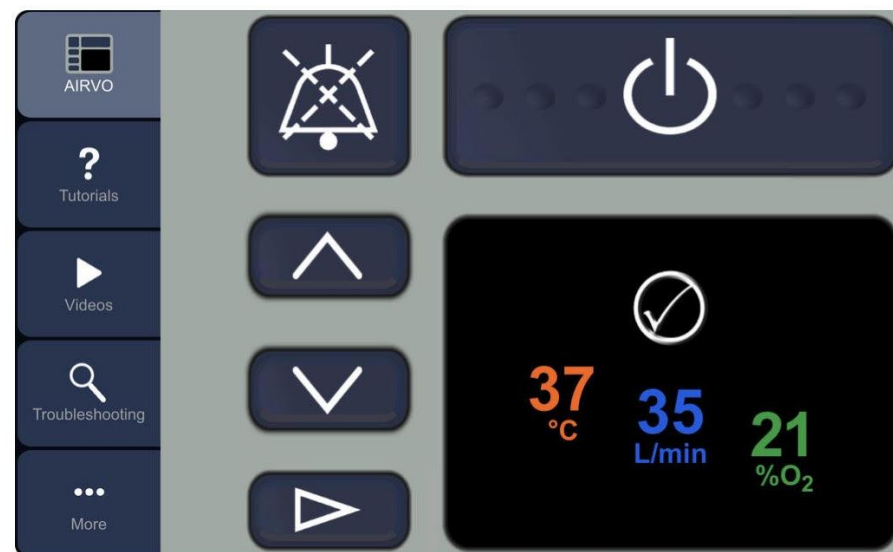 AIRVO
?
Tutorials
Videos
Troubleshooting
More
37
°C
35
L/min
21
%O₂